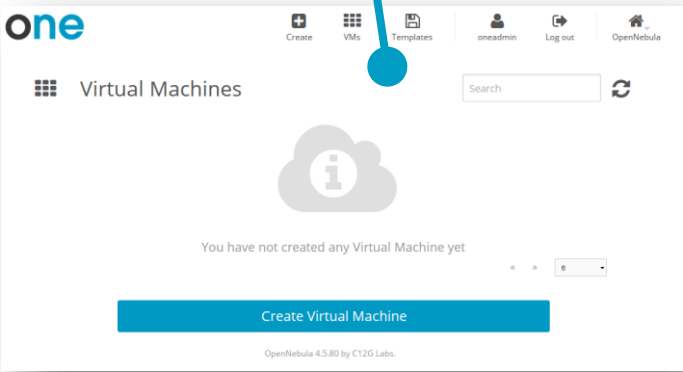 one
Create VMs Templates oneadmin Log out OpenNebula
Virtual Machines
Search
You have not created any Virtual Machine yet
« » 6
Create Virtual Machine
OpenNebula 4.5.80 by C12G Labs.